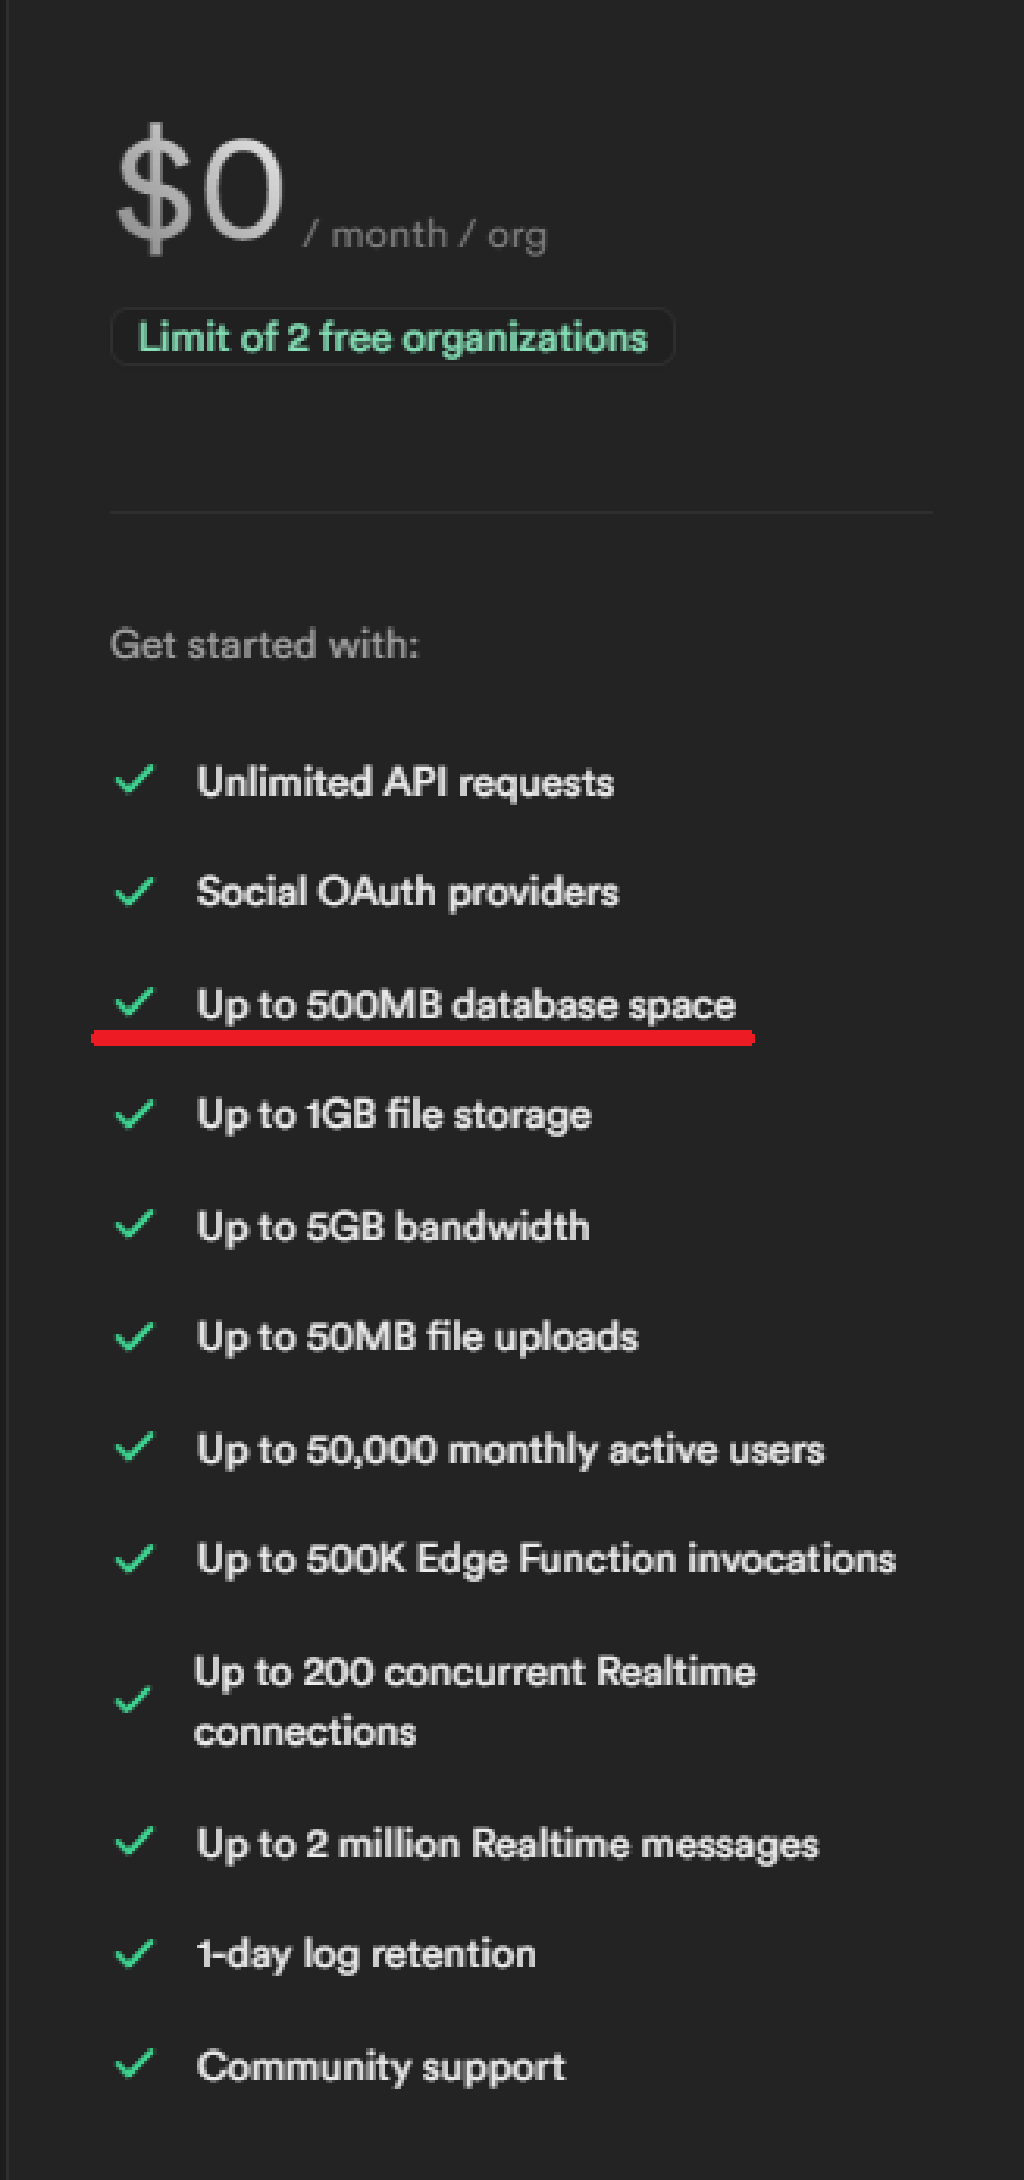 $0 / month / org
Limit of 2 free organizations
Get started with:
Unlimited API requests
Social OAuth providers
Up to 500MB database space
Up to 1GB file storage
Up to 5GB bandwidth
Up to 50MB file uploads
Up to 50,000 monthly active users
Up to 500K Edge Function invocations
Up to 200 concurrent Realtime
connections
Up to 2 million Realtime messages
1-day log retention
Community support